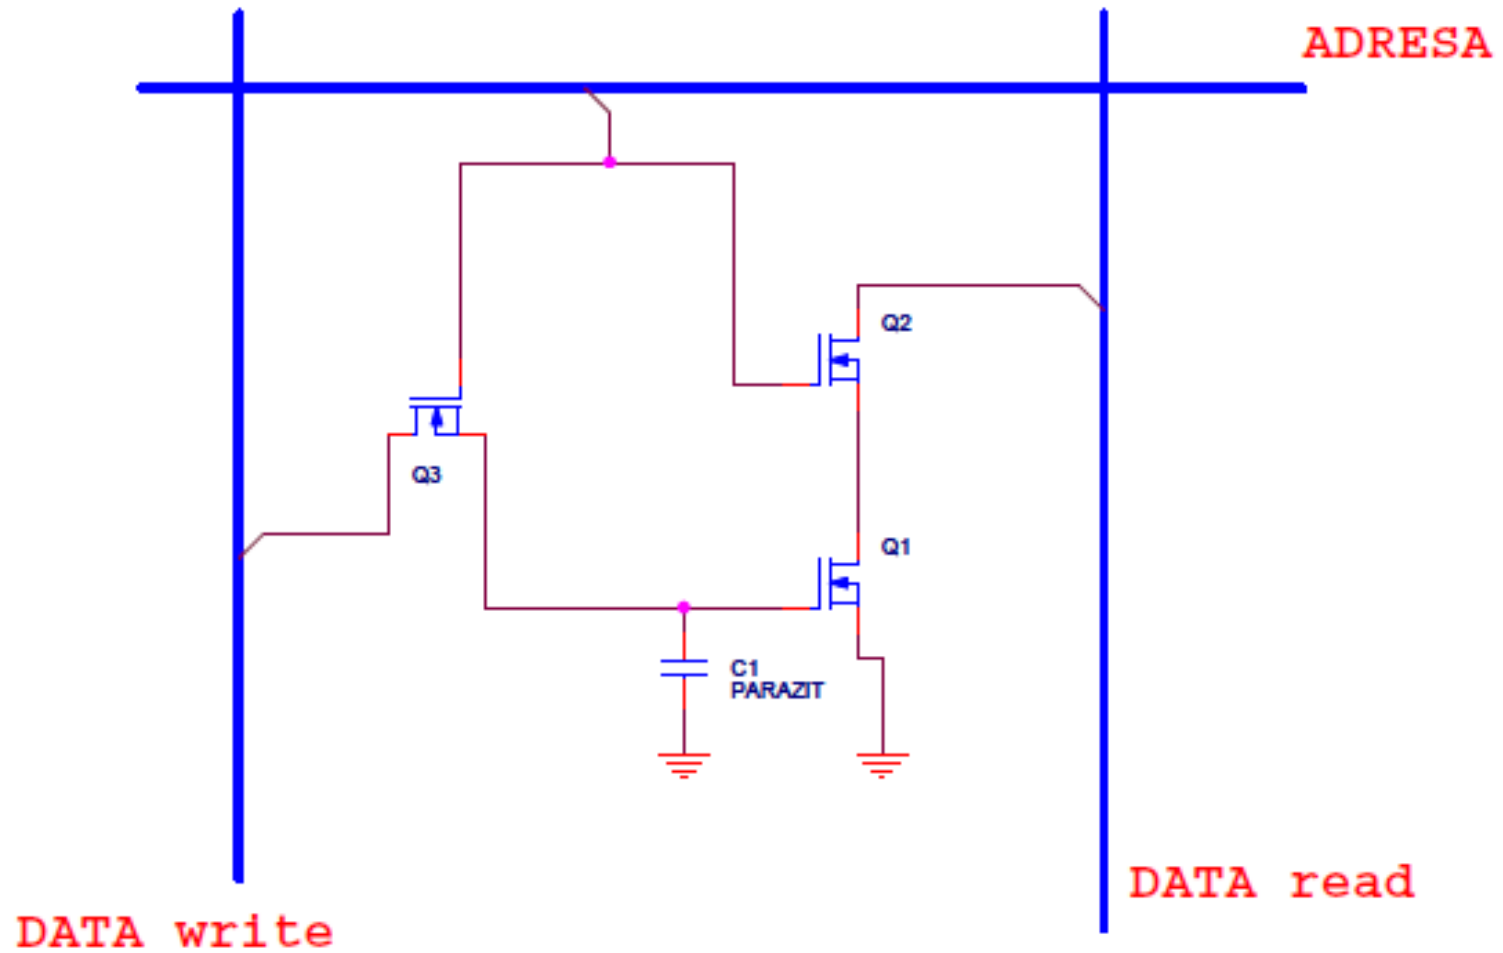 ADRESA
Q2
Q3
Q1
C1
PARAZIT
DATA read
DATA write